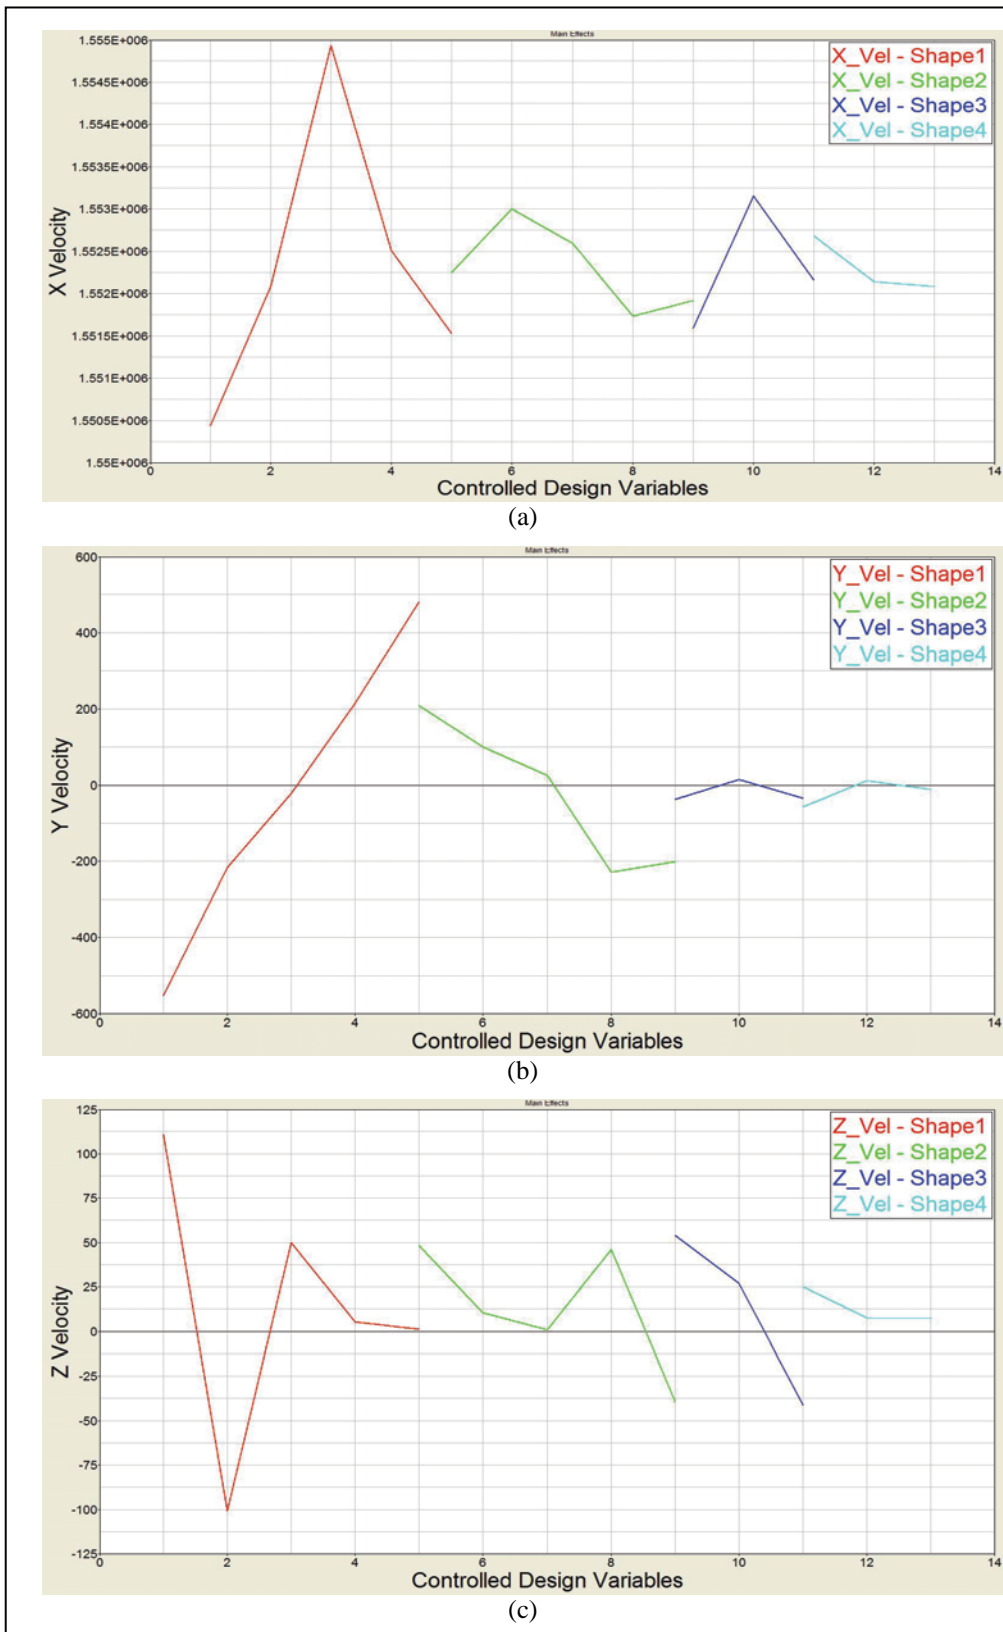 Main Effects
1.555E+006
1.5545E+006
1.554E+006
1.5535E+006
1.553E+006
1.5525E+006
1.552E+006
1.5515E+006
1.551E+006
1.5505E+006
1.55E+006
X Velocity
X_Vel - Shape1
X_Vel - Shape2
X_Vel - Shape3
X_Vel - Shape4
0 2 4 6 8 10 12 14
Controlled Design Variables
(a)
Main Effects
600
400
200
0
-200
-400
-600
Y Velocity
Y_Vel - Shape1
Y_Vel - Shape2
Y_Vel - Shape3
Y_Vel - Shape4
0 2 4 6 8 10 12 14
Controlled Design Variables
(b)
Main Effects
125
100
75
50
25
0
-25
-50
-75
-100
-125
Z Velocity
Z_Vel - Shape1
Z_Vel - Shape2
Z_Vel - Shape3
Z_Vel - Shape4
0 2 4 6 8 10 12 14
Controlled Design Variables
(c)